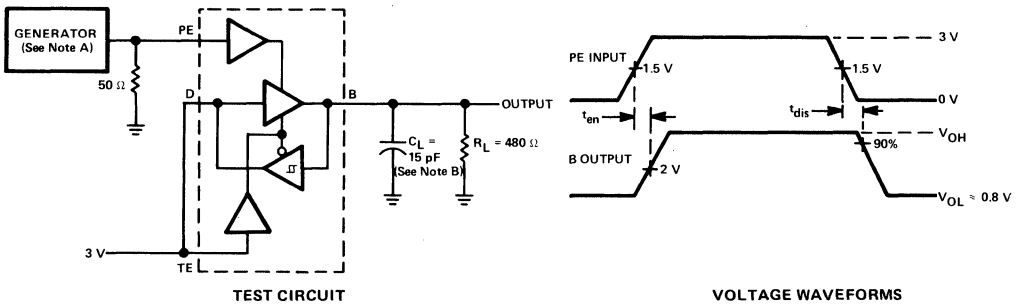 GENERATOR
(See Note A)
PE
50 Ω
D
B
OUTPUT
C_L =
15 pF
(See Note B)
R_L = 480 Ω
3 V
TE
TEST CIRCUIT
PE INPUT
1.5 V
1.5 V
3 V
0 V
t_en
t_dis
B OUTPUT
2 V
90%
V_OH
V_OL ≈ 0.8 V
VOLTAGE WAVEFORMS